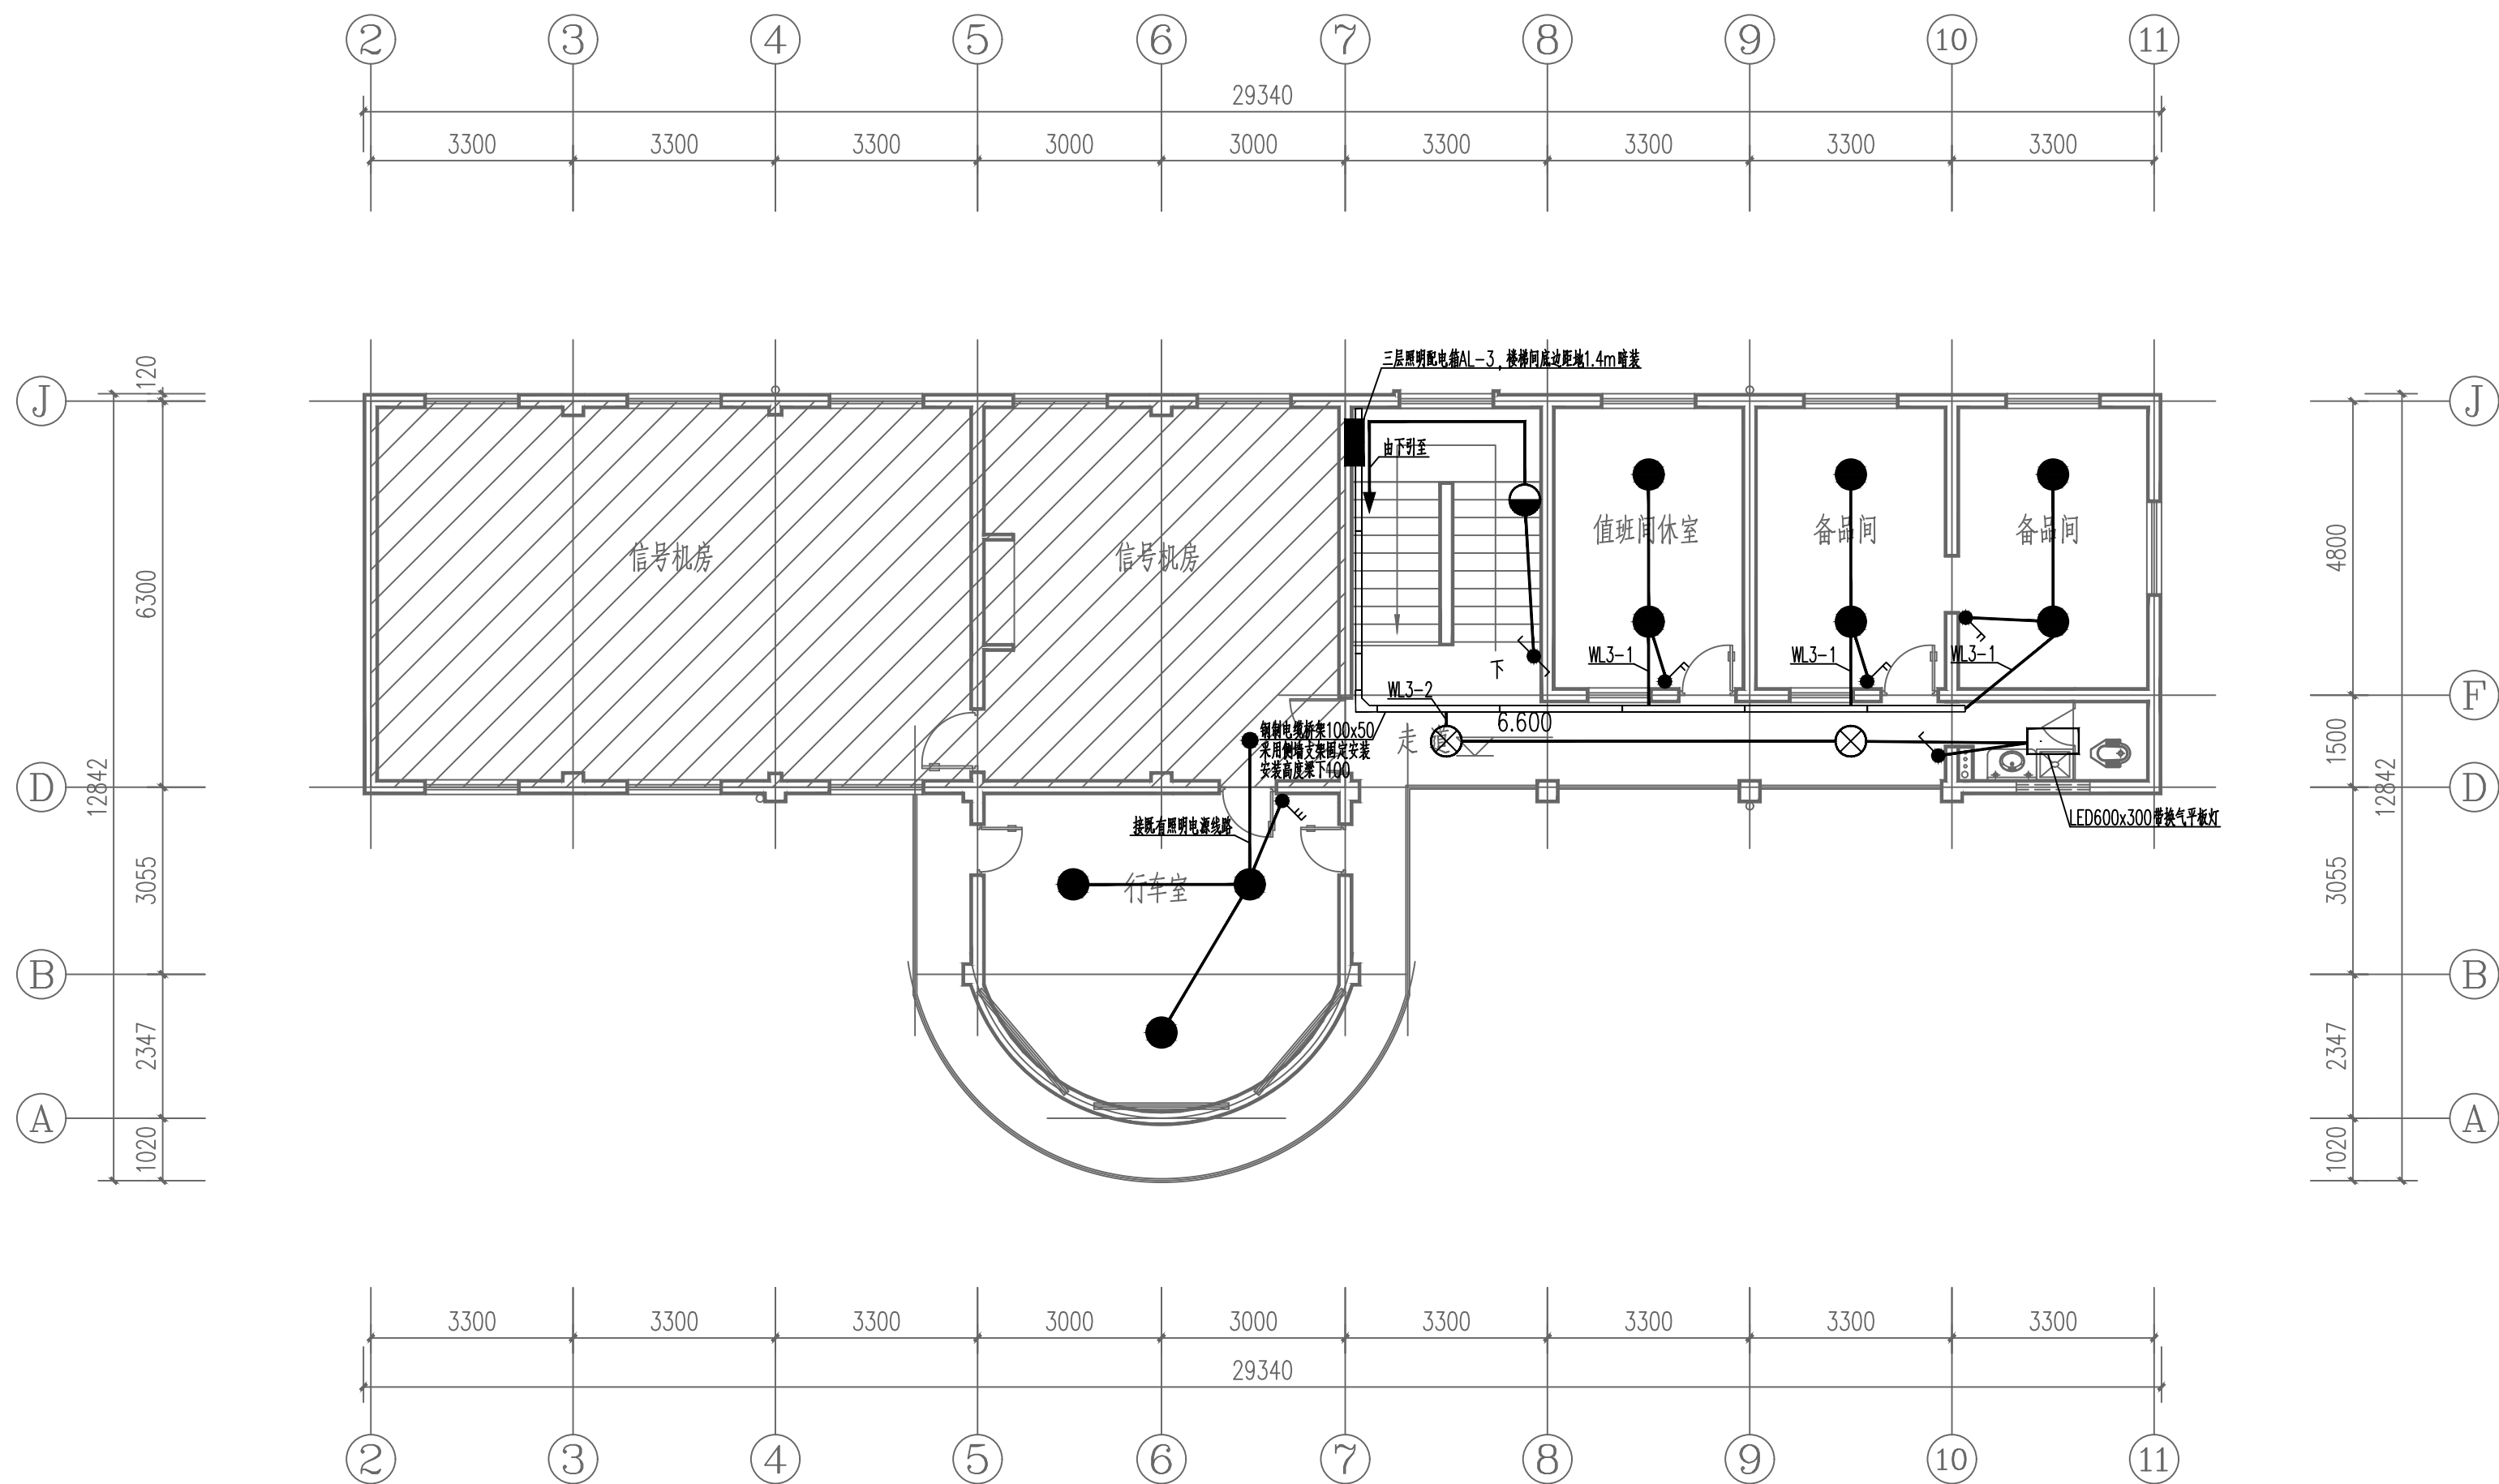 2 3 4 5 6 7 8 9 10 11
29340
3300 3300 3300 3000 3000 3300 3300 3300 3300
三层照明配电箱AL-3，楼梯间底边距地1.4m暗装
120
J J
由下引至
值班间休室 备品间 备品间
信号机房 信号机房
6300 4800
WL3-1 WL3-1 WL3-1
下
WL3-2
F
6.600
钢制电缆桥架100x50
采用侧墙支架固定安装
安装高度梁下400
走道
1500
D D
12842 12842
LED600x300带换气平板灯
接既有照明电源线路
行车室
3055 3055
B B
2347 2347
A A
1020 1020
3300 3300 3300 3000 3000 3300 3300 3300 3300
29340
2 3 4 5 6 7 8 9 10 11